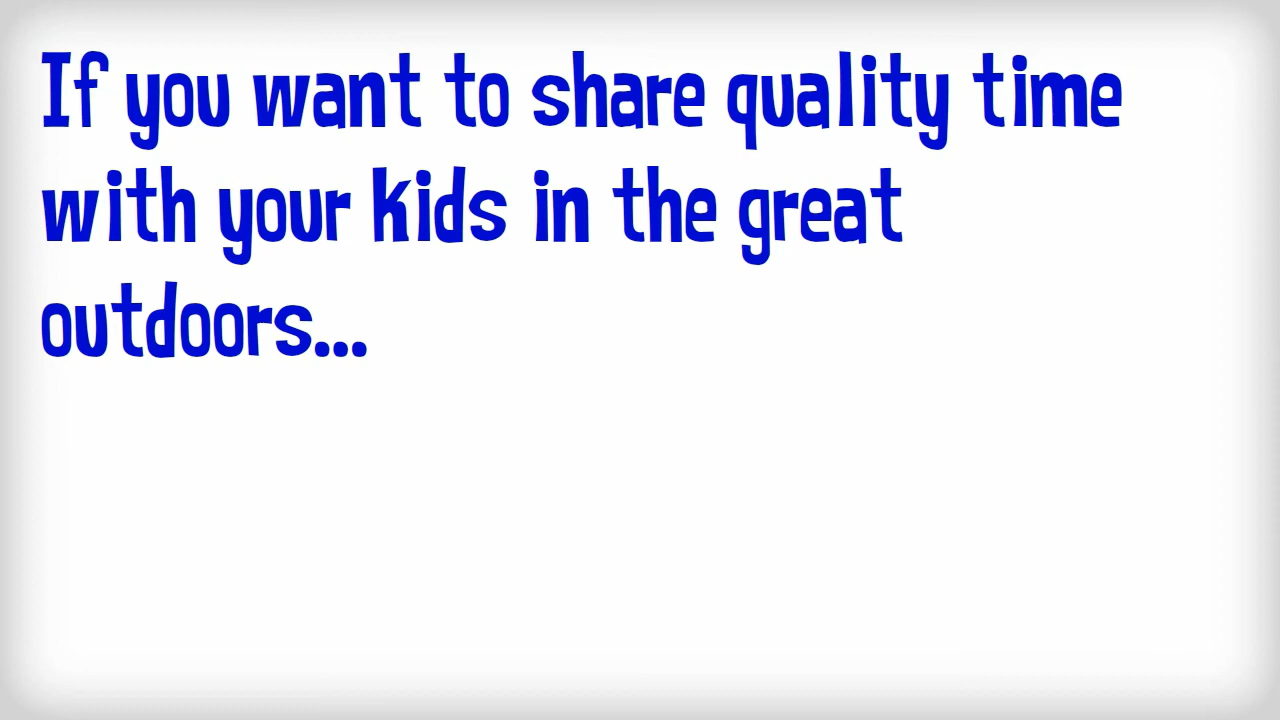 If you want to share quality time
with your kids in the great
outdoors...